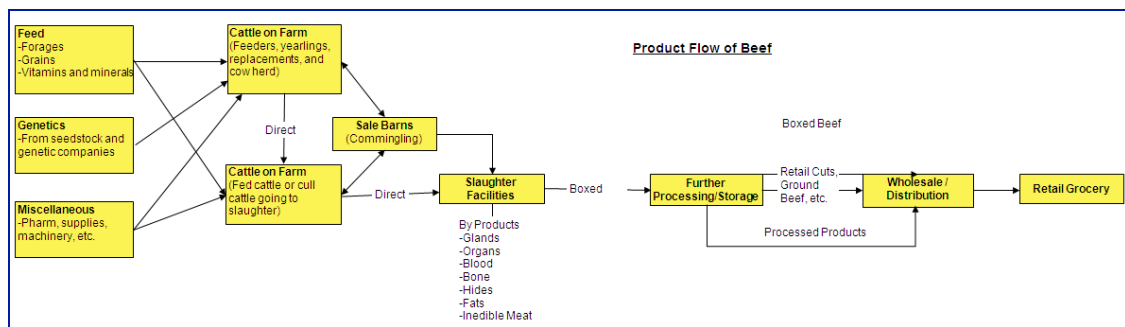 Product Flow of Beef
Feed
-Forages
-Grains
-Vitamins and minerals
Genetics
-From seedstock and
genetic companies
Miscellaneous
-Pharm, supplies,
machinery, etc.
Cattle on Farm
(Feeders, yearlings,
replacements, and
cow herd)
Direct
Cattle on Farm
(Fed cattle or cull
cattle going to
slaughter)
Sale Barns
(Commingling)
Direct
Slaughter
Facilities
By Products
-Glands
-Organs
-Blood
-Bone
-Hides
-Fats
-Inedible Meat
Boxed
Further
Processing/Storage
Boxed Beef
Retail Cuts,
Ground
Beef, etc.
Processed Products
Wholesale /
Distribution
Retail Grocery